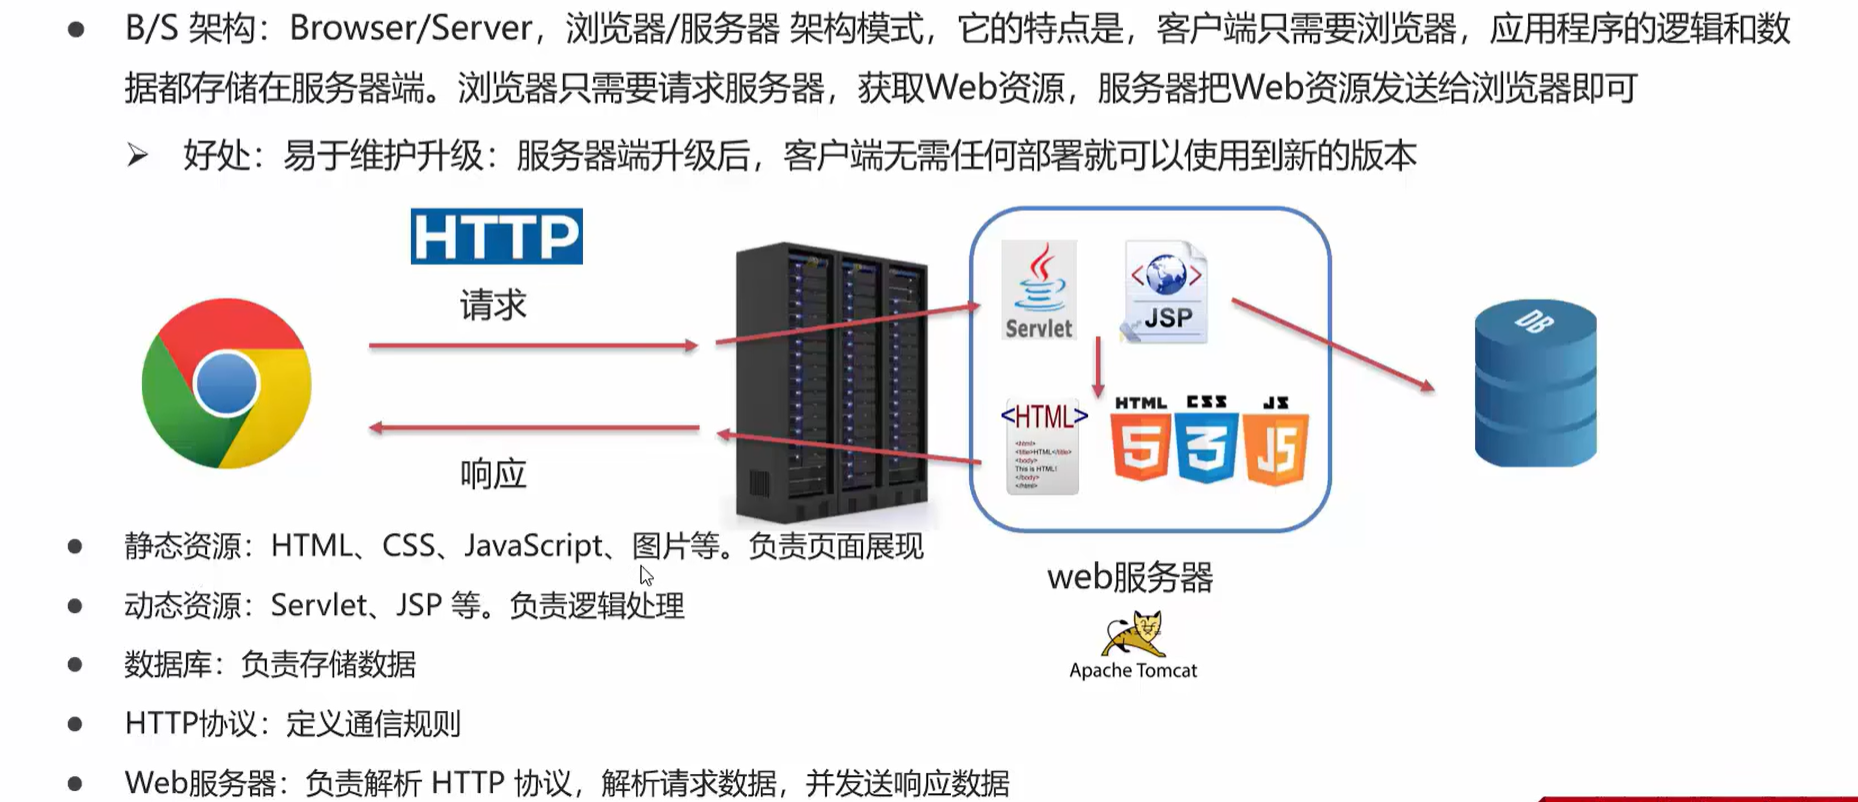 B/S 架构：Browser/Server，浏览器/服务器 架构模式，它的特点是，客户端只需要浏览器，应用程序的逻辑和数
据都存储在服务器端。浏览器只需要请求服务器，获取Web资源，服务器把Web资源发送给浏览器即可
好处：易于维护升级：服务器端升级后，客户端无需任何部署就可以使用到新的版本
HTTP
请求
响应
Servlet
<JSP>
JSP
DB
<HTML>
<html>
<title>HTML</title>
<body>
This is HTML!
</body>
</html>
HTML
5
CSS
3
JS
JS
web服务器
Apache Tomcat
静态资源：HTML、CSS、JavaScript、图片等。负责页面展现
动态资源：Servlet、JSP 等。负责逻辑处理
数据库：负责存储数据
HTTP协议：定义通信规则
Web服务器：负责解析 HTTP 协议，解析请求数据，并发送响应数据